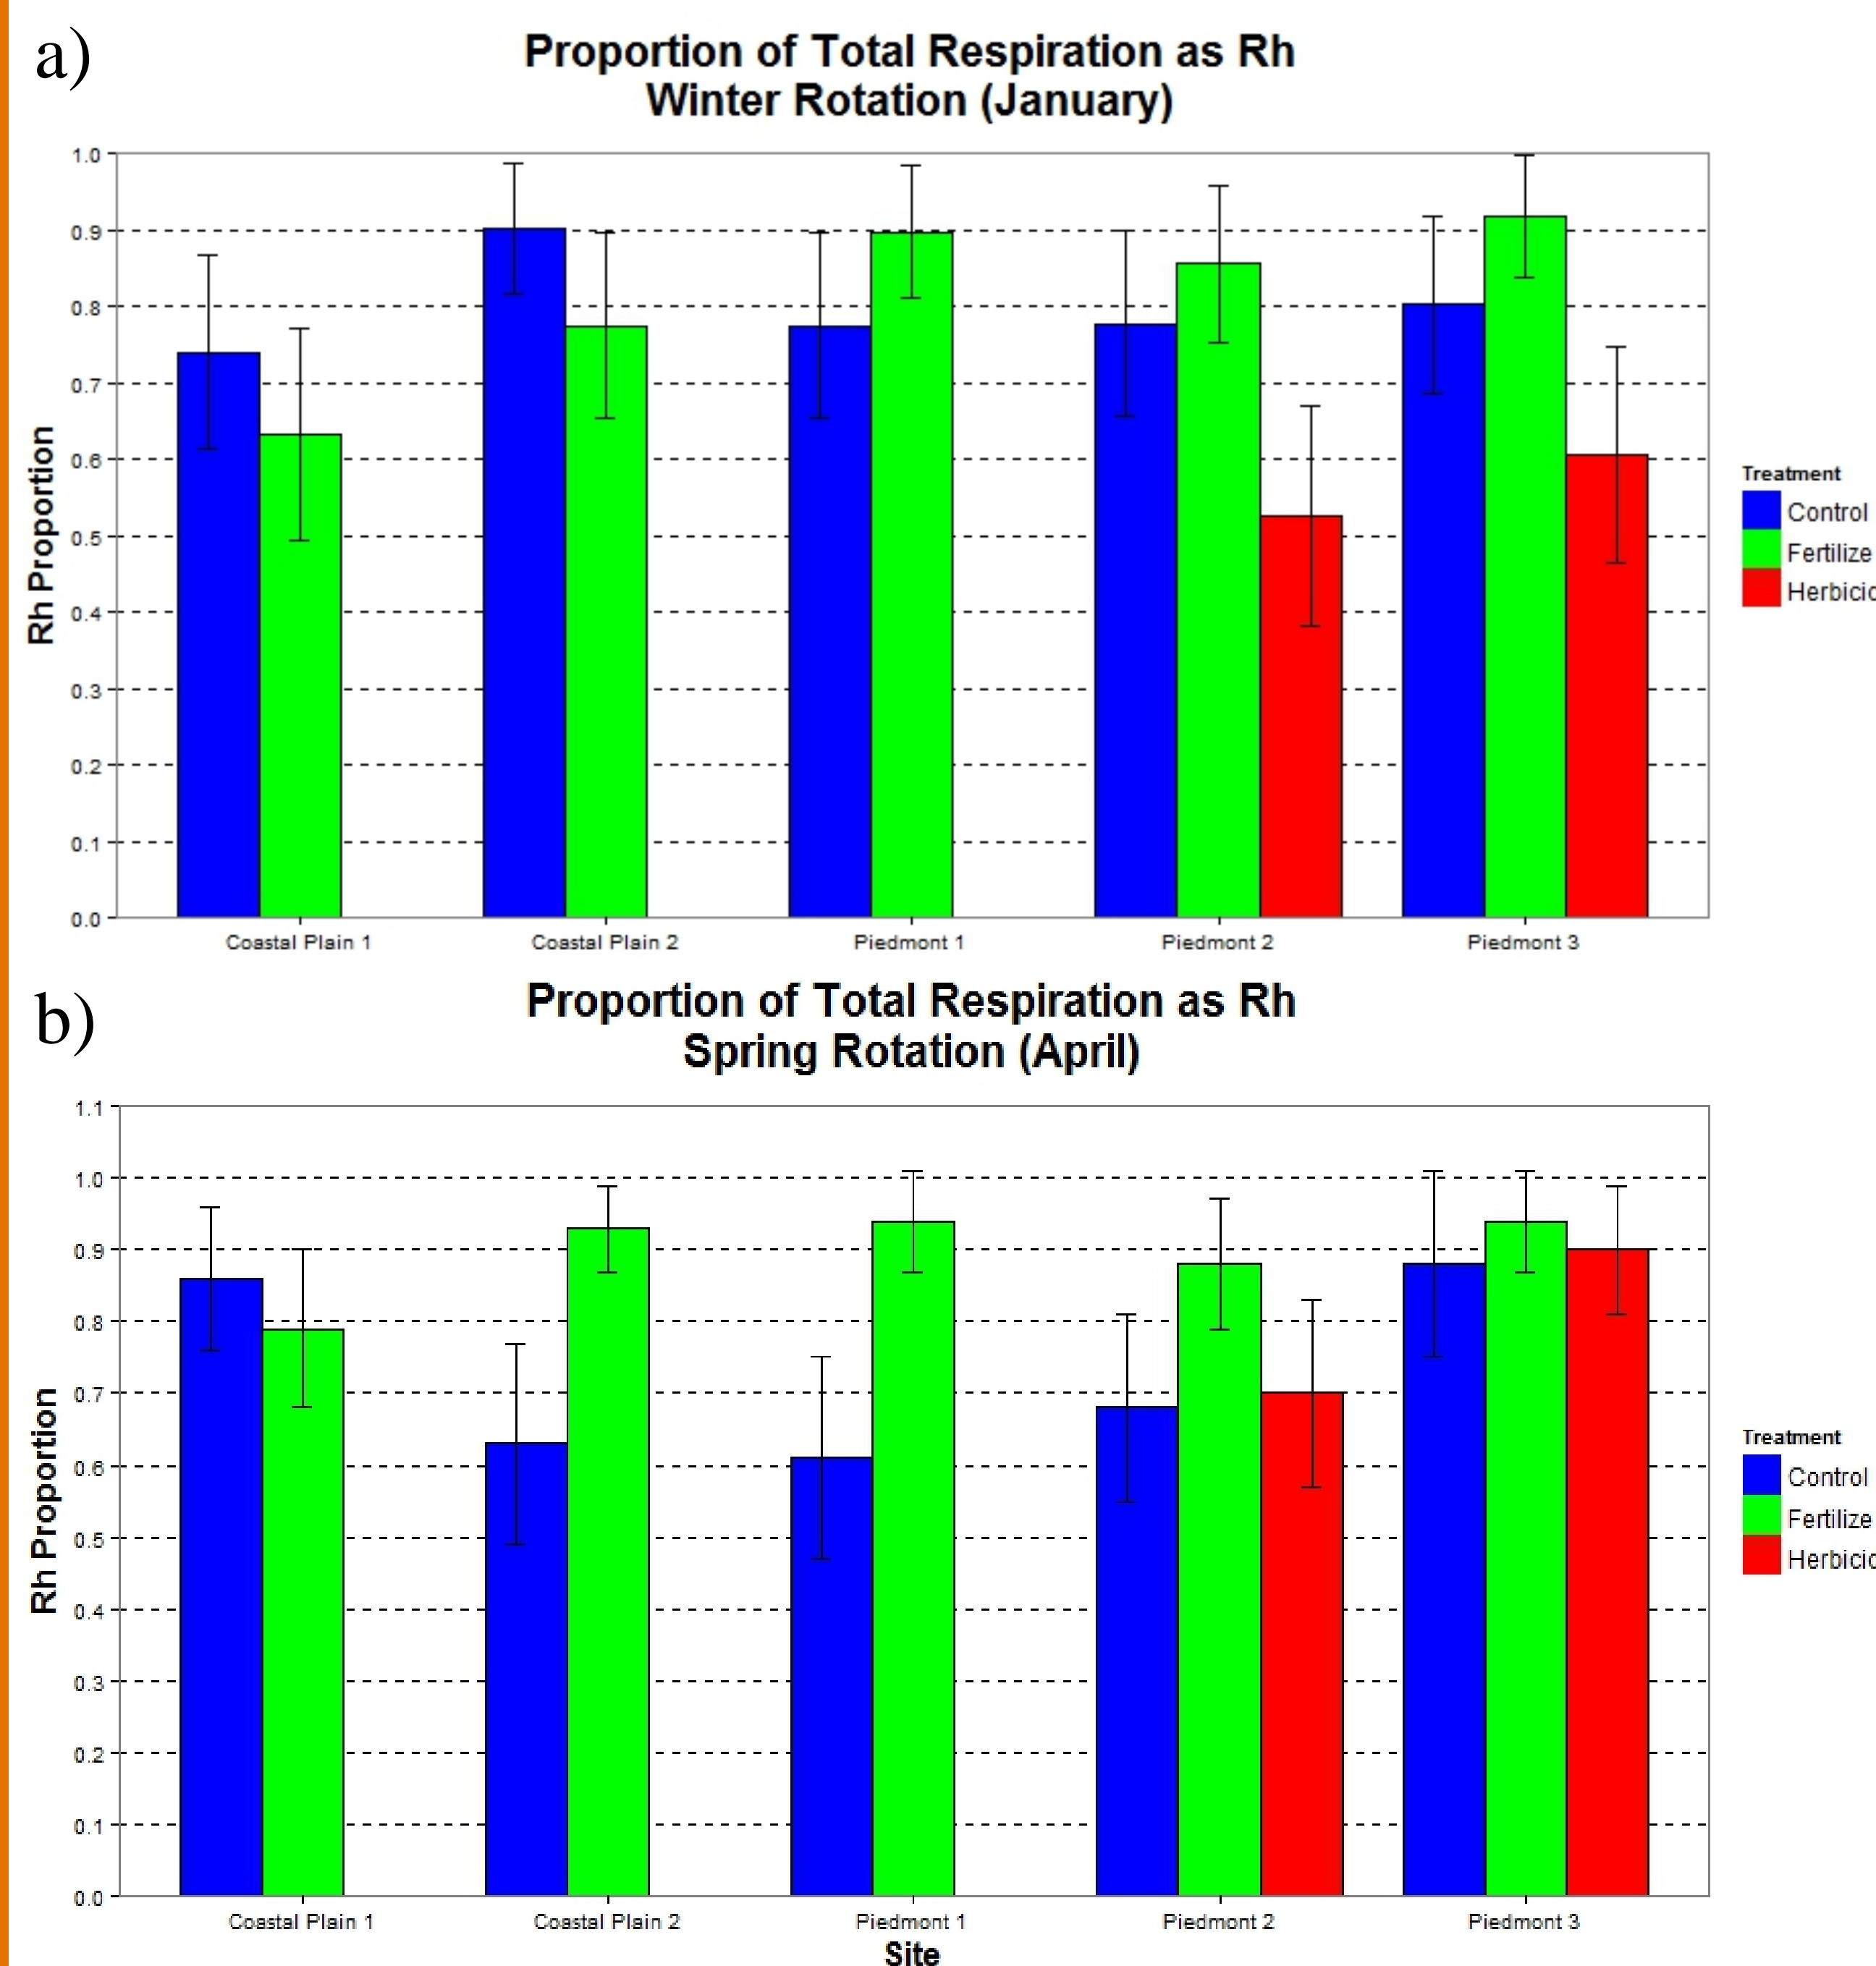 a)
Proportion of Total Respiration as Rh
Winter Rotation (January)
Rh Proportion
1.0
0.9
0.8
0.7
0.6
0.5
0.4
0.3
0.2
0.1
0.0
Coastal Plain 1
Coastal Plain 2
Piedmont 1
Piedmont 2
Piedmont 3
Treatment
Control
Fertilize
Herbicic
b)
Proportion of Total Respiration as Rh
Spring Rotation (April)
Rh Proportion
1.1
1.0
0.9
0.8
0.7
0.6
0.5
0.4
0.3
0.2
0.1
0.0
Coastal Plain 1
Coastal Plain 2
Piedmont 1
Piedmont 2
Piedmont 3
Site
Treatment
Control
Fertilize
Herbicic